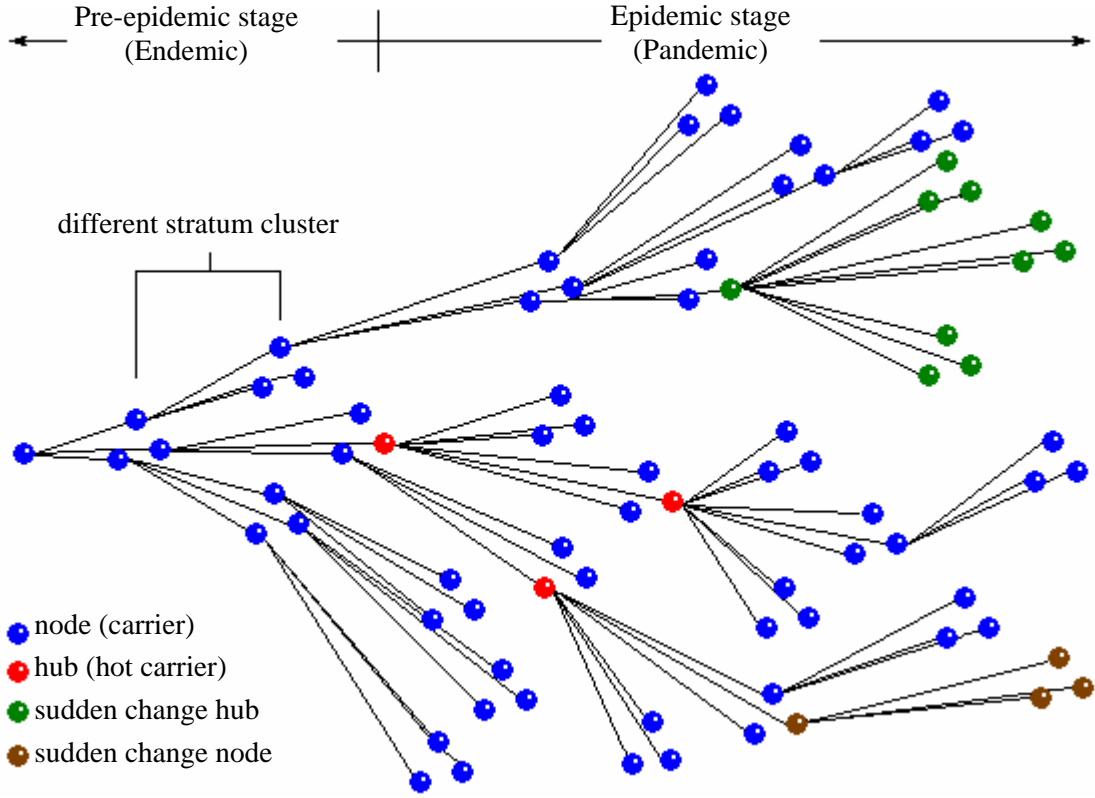 Pre-epidemic stage
(Endemic)
Epidemic stage
(Pandemic)
different stratum cluster
node (carrier)
hub (hot carrier)
sudden change hub
sudden change node